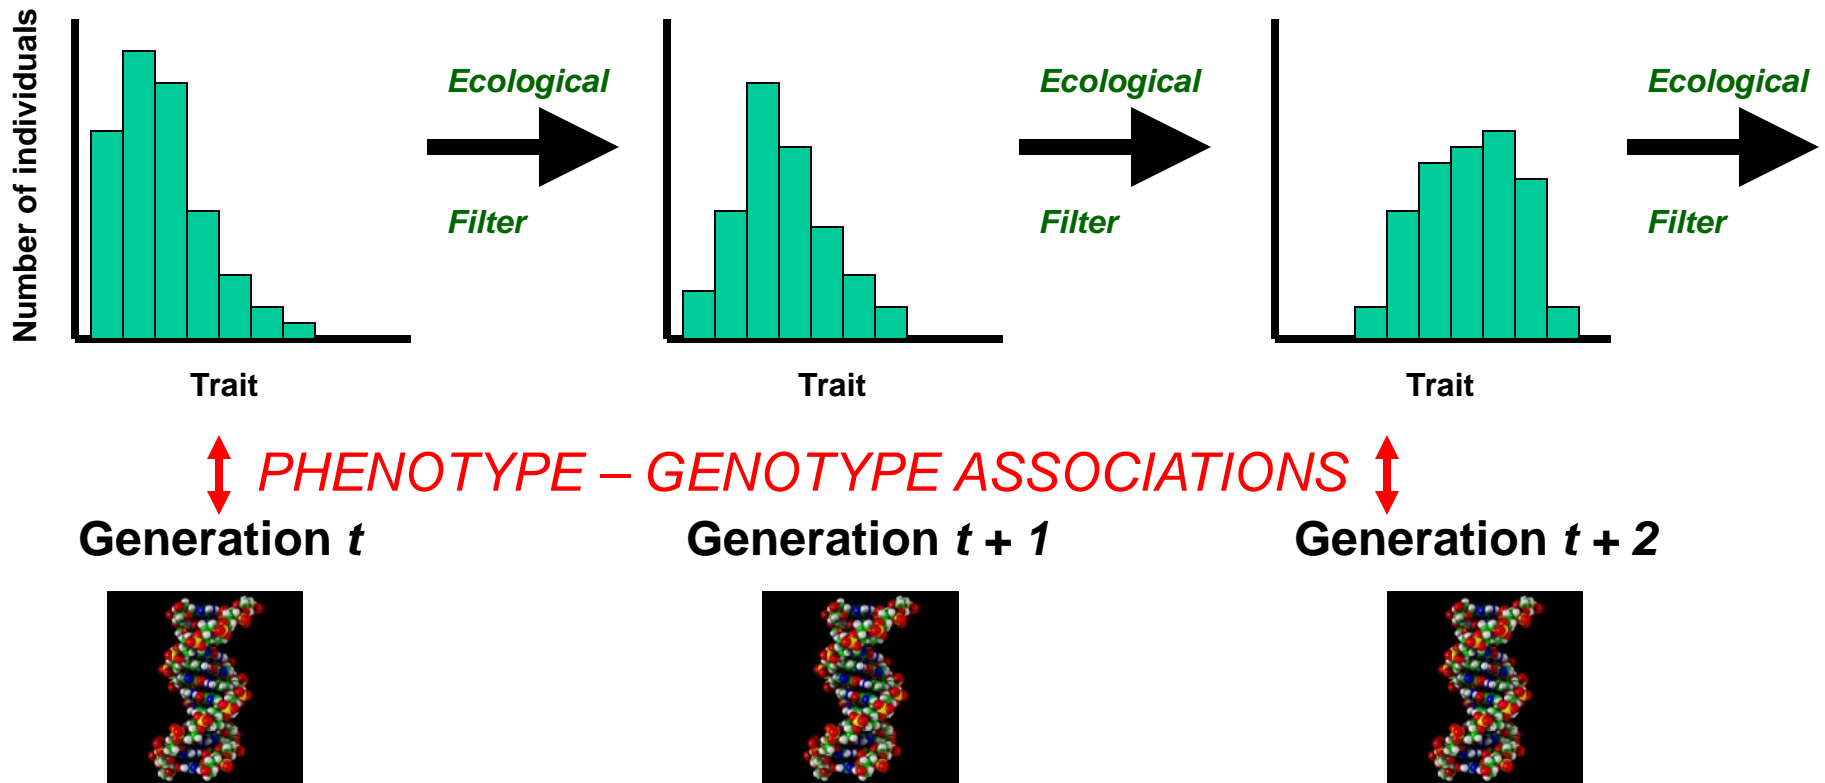 Number of individuals
Ecological
Filter
Ecological
Filter
Ecological
Filter
Trait
Trait
Trait
PHENOTYPE – GENOTYPE ASSOCIATIONS
Generation t
Generation t + 1
Generation t + 2